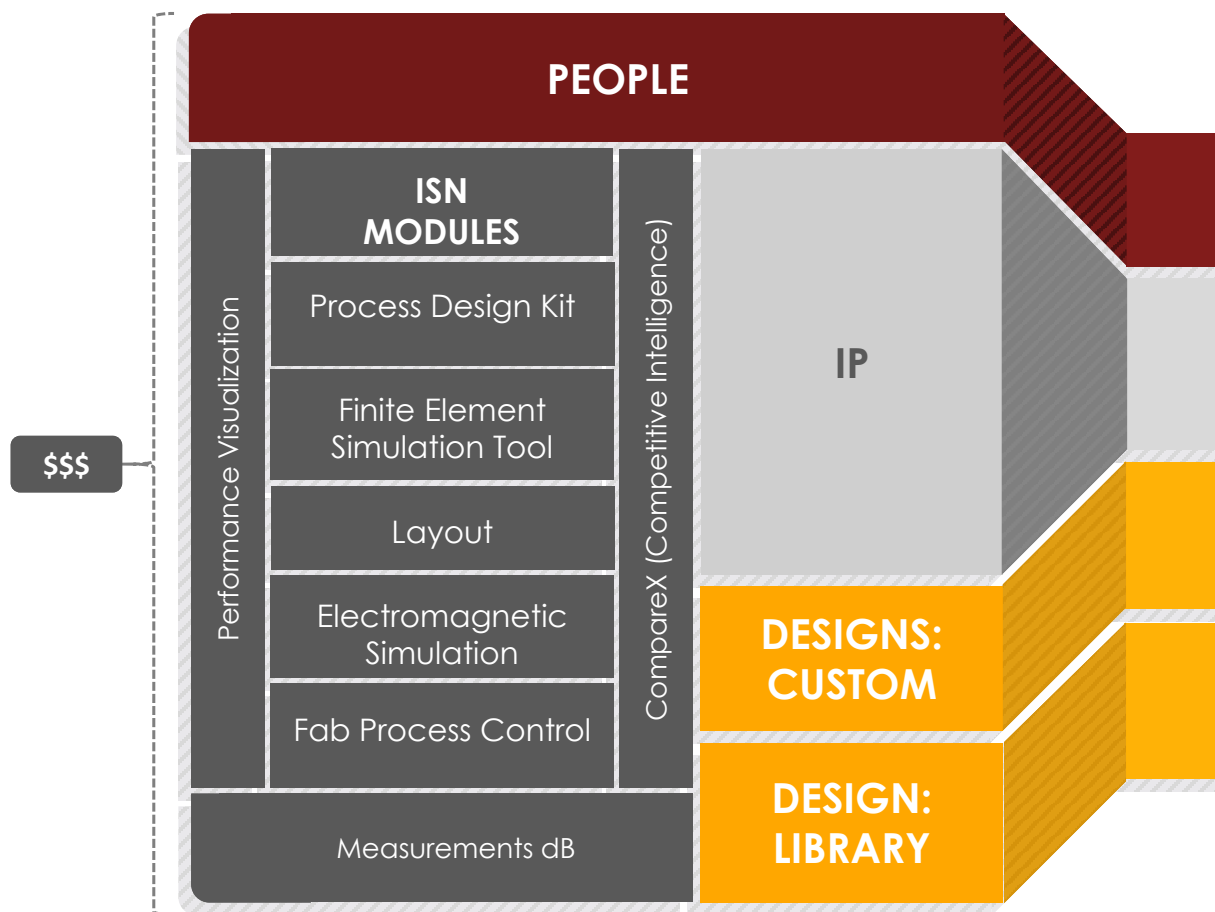 PEOPLE
$$$
Performance Visualization
ISN
MODULES
Process Design Kit
Finite Element
Simulation Tool
Layout
Electromagnetic
Simulation
Fab Process Control
CompareX (Competitive Intelligence)
Measurements dB
IP
DESIGNS:
CUSTOM
DESIGN:
LIBRARY